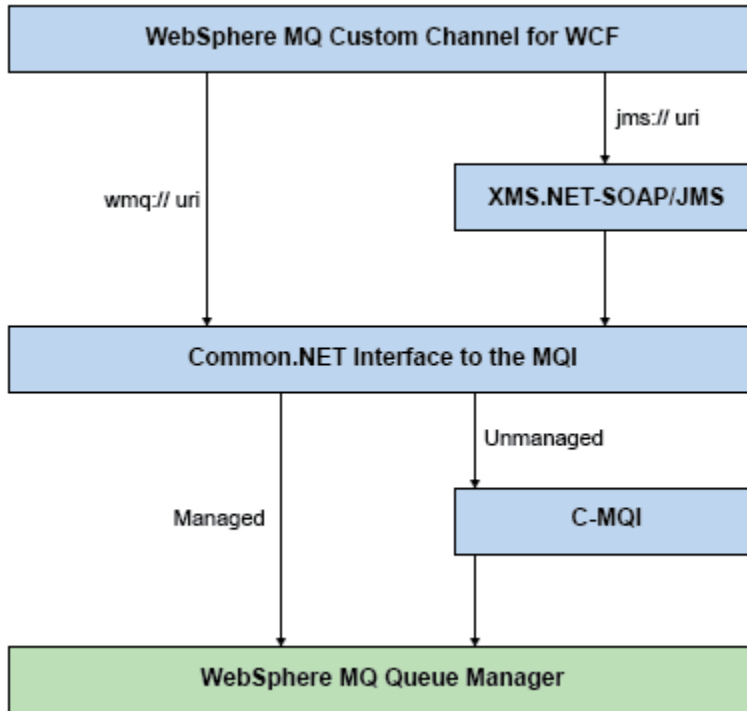 WebSphere MQ Custom Channel for WCF
jms:// uri
wmq:// uri
XMS.NET-SOAP/JMS
Common.NET Interface to the MQI
Unmanaged
Managed
C-MQI
WebSphere MQ Queue Manager